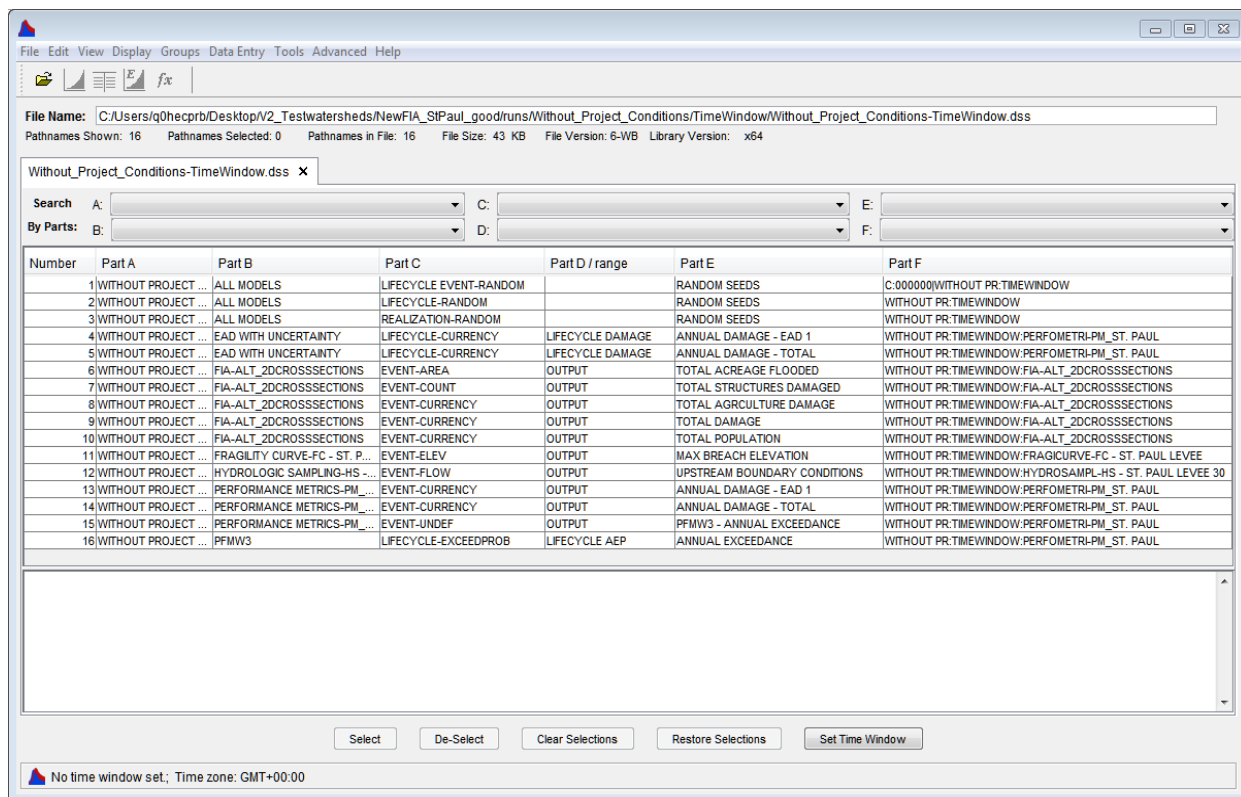 File Edit View Display Groups Data Entry Tools Advanced Help
E fx
File Name: C:/Users/q0hecprb/Desktop/V2_Testwatersheds/NewFIA_StPaul_good/runs/Without_Project_Conditions/TimeWindow/Without_Project_Conditions-TimeWindow.dss
Pathnames Shown: 16 Pathnames Selected: 0 Pathnames in File: 16 File Size: 43 KB File Version: 6-WB Library Version: x64
Without_Project_Conditions-TimeWindow.dss X
Search A: C: E:
By Parts: B: D: F:
Number Part A Part B Part C Part D / range Part E Part F
1 WITHOUT PROJECT ... ALL MODELS LIFECYCLE EVENT-RANDOM RANDOM SEEDS C:000000|WITHOUT PR:TIMEWINDOW
2 WITHOUT PROJECT ... ALL MODELS LIFECYCLE-RANDOM RANDOM SEEDS WITHOUT PR:TIMEWINDOW
3 WITHOUT PROJECT ... ALL MODELS REALIZATION-RANDOM RANDOM SEEDS WITHOUT PR:TIMEWINDOW
4 WITHOUT PROJECT ... EAD WITH UNCERTAINTY LIFECYCLE-CURRENCY LIFECYCLE DAMAGE ANNUAL DAMAGE - EAD 1 WITHOUT PR:TIMEWINDOW:PERFOMETRI-PM_ST. PAUL
5 WITHOUT PROJECT ... EAD WITH UNCERTAINTY LIFECYCLE-CURRENCY LIFECYCLE DAMAGE ANNUAL DAMAGE - TOTAL WITHOUT PR:TIMEWINDOW:PERFOMETRI-PM_ST. PAUL
6 WITHOUT PROJECT ... FIA-ALT_2DCROSSSECTIONS EVENT-AREA OUTPUT TOTAL ACREAGE FLOODED WITHOUT PR:TIMEWINDOW:FIA-ALT_2DCROSSSECTIONS
7 WITHOUT PROJECT ... FIA-ALT_2DCROSSSECTIONS EVENT-COUNT OUTPUT TOTAL STRUCTURES DAMAGED WITHOUT PR:TIMEWINDOW:FIA-ALT_2DCROSSSECTIONS
8 WITHOUT PROJECT ... FIA-ALT_2DCROSSSECTIONS EVENT-CURRENCY OUTPUT TOTAL AGRCULTURE DAMAGE WITHOUT PR:TIMEWINDOW:FIA-ALT_2DCROSSSECTIONS
9 WITHOUT PROJECT ... FIA-ALT_2DCROSSSECTIONS EVENT-CURRENCY OUTPUT TOTAL DAMAGE WITHOUT PR:TIMEWINDOW:FIA-ALT_2DCROSSSECTIONS
10 WITHOUT PROJECT ... FIA-ALT_2DCROSSSECTIONS EVENT-CURRENCY OUTPUT TOTAL POPULATION WITHOUT PR:TIMEWINDOW:FIA-ALT_2DCROSSSECTIONS
11 WITHOUT PROJECT ... FRAGILITY CURVE-FC - ST. P... EVENT-ELEV OUTPUT MAX BREACH ELEVATION WITHOUT PR:TIMEWINDOW:FRAGICURVE-FC - ST. PAUL LEVEE
12 WITHOUT PROJECT ... HYDROLOGIC SAMPLING-HS -... EVENT-FLOW OUTPUT UPSTREAM BOUNDARY CONDITIONS WITHOUT PR:TIMEWINDOW:HYDROSAMPL-HS - ST. PAUL LEVEE 30
13 WITHOUT PROJECT ... PERFORMANCE METRICS-PM_... EVENT-CURRENCY OUTPUT ANNUAL DAMAGE - EAD 1 WITHOUT PR:TIMEWINDOW:PERFOMETRI-PM_ST. PAUL
14 WITHOUT PROJECT ... PERFORMANCE METRICS-PM_... EVENT-CURRENCY OUTPUT ANNUAL DAMAGE - TOTAL WITHOUT PR:TIMEWINDOW:PERFOMETRI-PM_ST. PAUL
15 WITHOUT PROJECT ... PERFORMANCE METRICS-PM_... EVENT-UNDEF OUTPUT PFMW3 - ANNUAL EXCEEDANCE WITHOUT PR:TIMEWINDOW:PERFOMETRI-PM_ST. PAUL
16 WITHOUT PROJECT ... PFMW3 LIFECYCLE-EXCEEDPROB LIFECYCLE AEP ANNUAL EXCEEDANCE WITHOUT PR:TIMEWINDOW:PERFOMETRI-PM_ST. PAUL
Select De-Select Clear Selections Restore Selections Set Time Window
No time window set.; Time zone: GMT+00:00